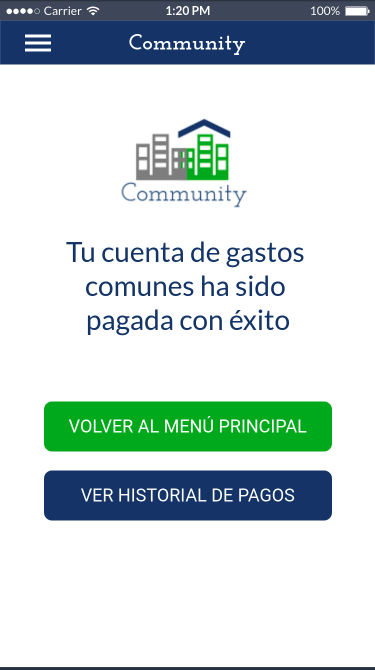 Carrier 1:20 PM 100%
Community
Community
Tu cuenta de gastos
comunes ha sido
pagada con éxito
VOLVER AL MENÚ PRINCIPAL
VER HISTORIAL DE PAGOS